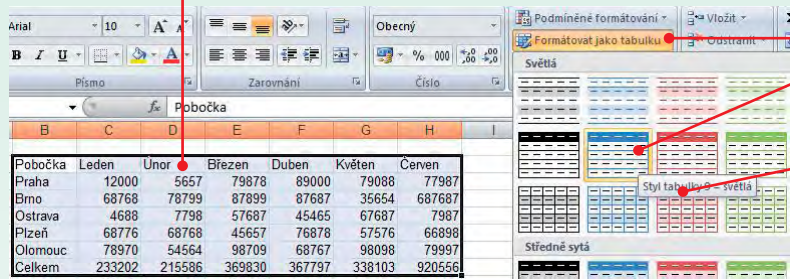 Arial 10 A A Obecný Podmíněné formátování Vložit
B I U A % 000 ,0 ,00 Formátovat jako tabulku Odstranit
Písmo Zarovnání Číslo
Světlá
fx Pobočka
B C D E F G H I
Pobočka Leden Únor Březen Duben Květen Červen
Praha 12000 5657 79878 89000 79088 77987
Brno 68768 78799 87899 87687 35654 687687
Ostrava 4688 7798 57687 45465 67687 7987
Plzeň 68776 68768 45657 76878 57576 66898
Olomouc 78970 54564 98709 68767 98098 79997
Celkem 233202 215586 369830 367797 338103 920556
Styl tabulky 9 – světlá
Středně sytá